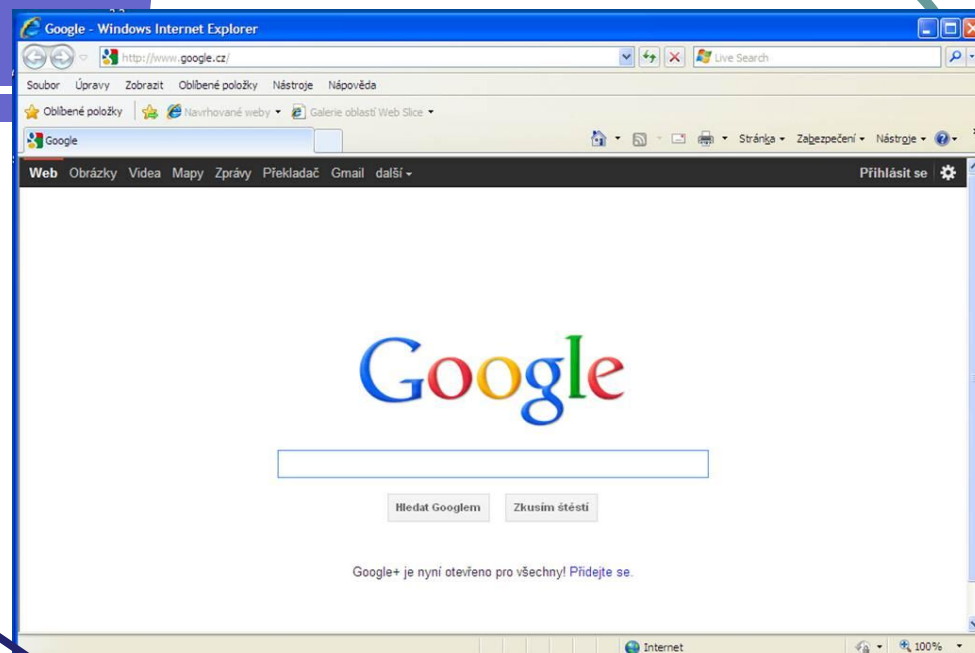 Google - Windows Internet Explorer
http://www.google.cz/
Live Search
Soubor Úpravy Zobrazit Oblíbené položky Nástroje Nápověda
Oblíbené položky Navrhované weby Galerie oblastí Web Slice
Google Stránka Zabezpečení Nástroje
Web Obrázky Videa Mapy Zprávy Překladač Gmail další Přihlásit se
Google
Hledat Googlem Zkusím štěstí
Google+ je nyní otevřeno pro všechny! Přidejte se.
Internet 100%